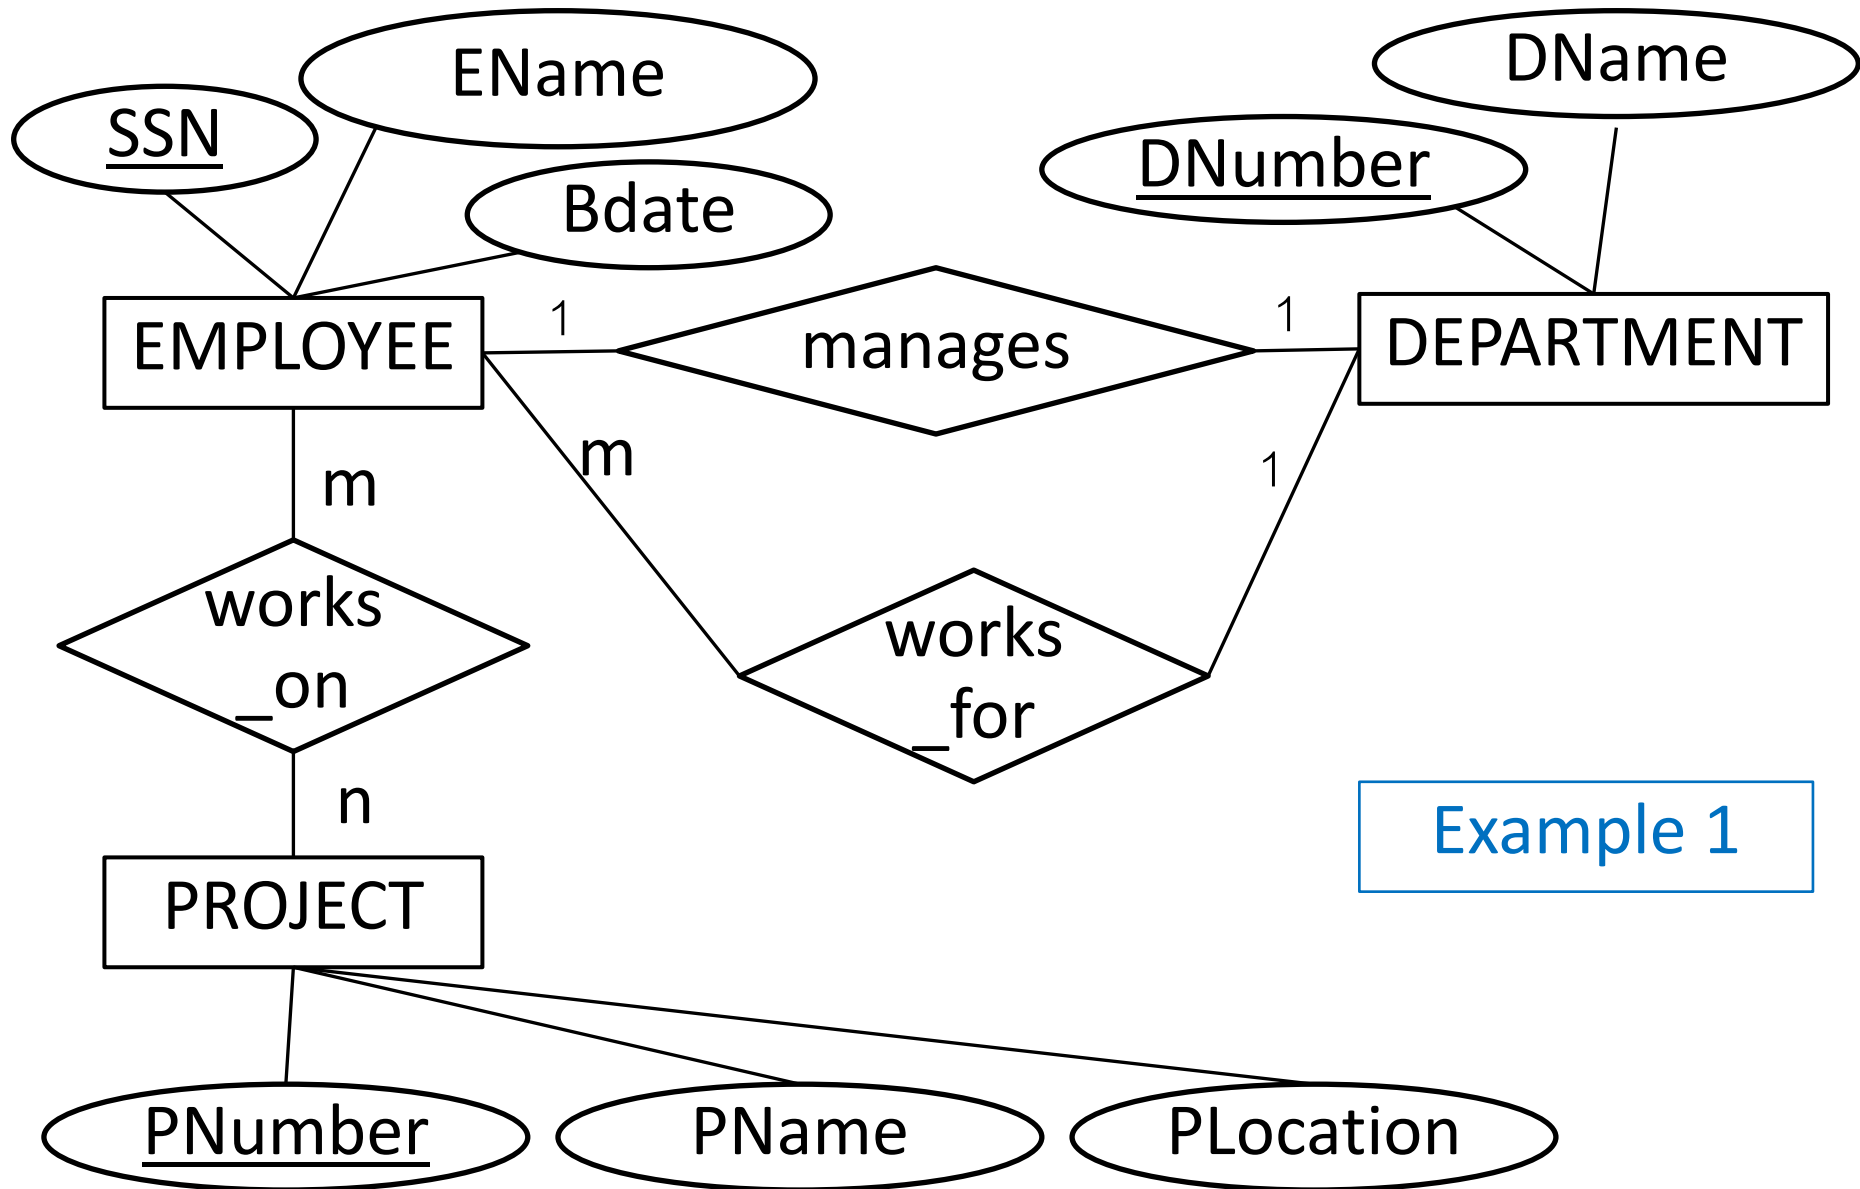 EName
DName
SSN
DNumber
Bdate
EMPLOYEE
1
manages
1
DEPARTMENT
m
m
1
works
_on
works
_for
n
Example 1
PROJECT
PNumber
PName
PLocation